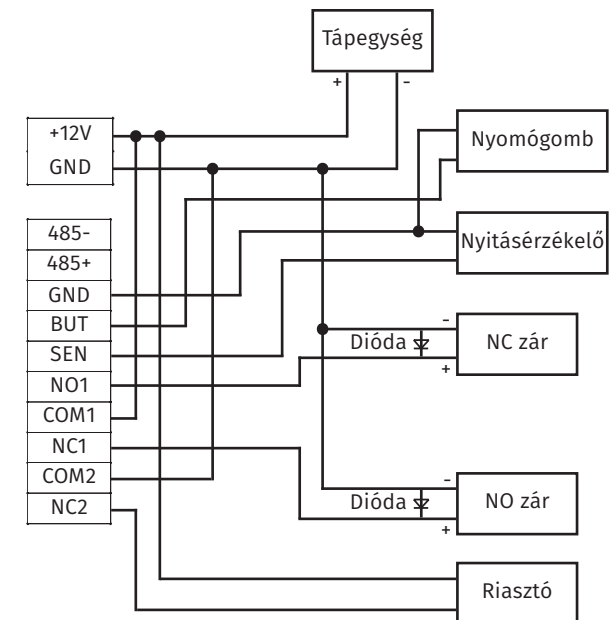 Tápegység
+ -
+12V
GND
Nyomógomb
485-
485+
GND
BUT
SEN
NO1
COM1
NC1
COM2
NC2
Nyitásérzékelő
-
Dióda
NC zár
+
-
Dióda
NO zár
+
Riasztó